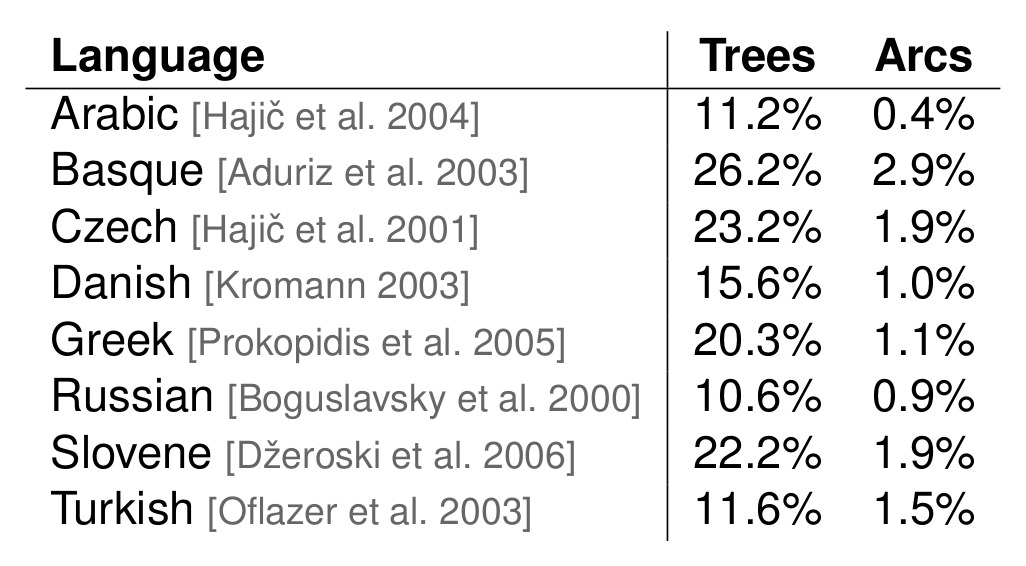 Language Trees Arcs
Arabic [Hajič et al. 2004] 11.2% 0.4%
Basque [Aduriz et al. 2003] 26.2% 2.9%
Czech [Hajič et al. 2001] 23.2% 1.9%
Danish [Kromann 2003] 15.6% 1.0%
Greek [Prokopidis et al. 2005] 20.3% 1.1%
Russian [Boguslavsky et al. 2000] 10.6% 0.9%
Slovene [Džeroski et al. 2006] 22.2% 1.9%
Turkish [Oflazer et al. 2003] 11.6% 1.5%